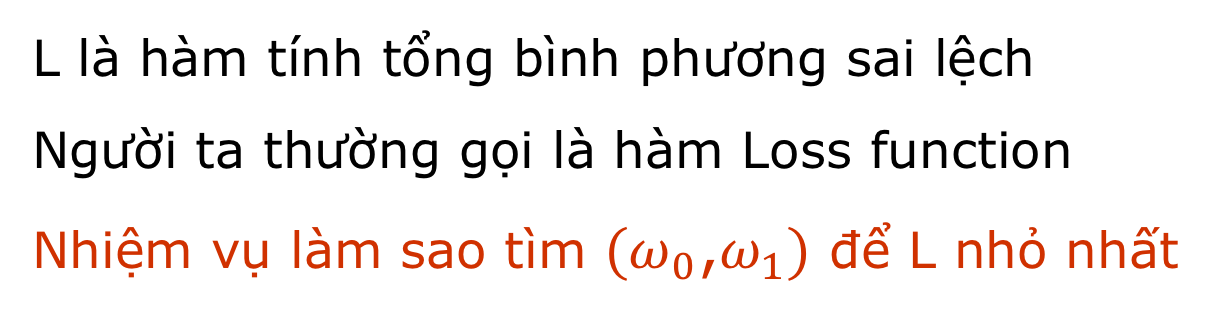 L là hàm tính tổng bình phương sai lệch
Người ta thường gọi là hàm Loss function
Nhiệm vụ làm sao tìm (ω₀,ω₁) để L nhỏ nhất